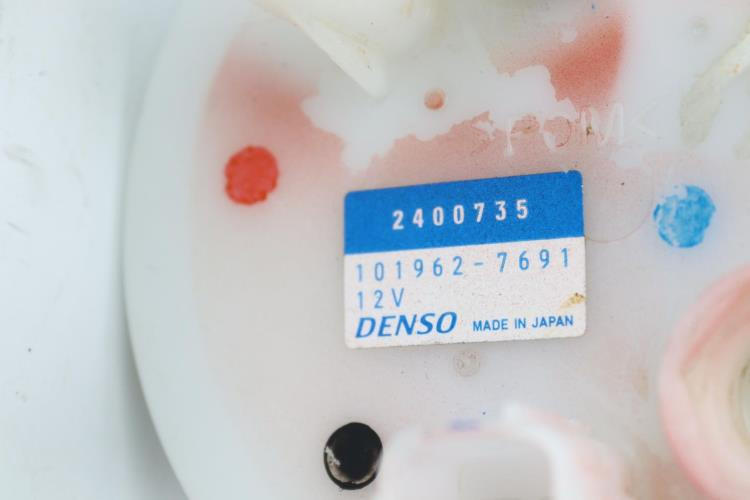 2400735
101962-7691
12V
DENSO MADE IN JAPAN